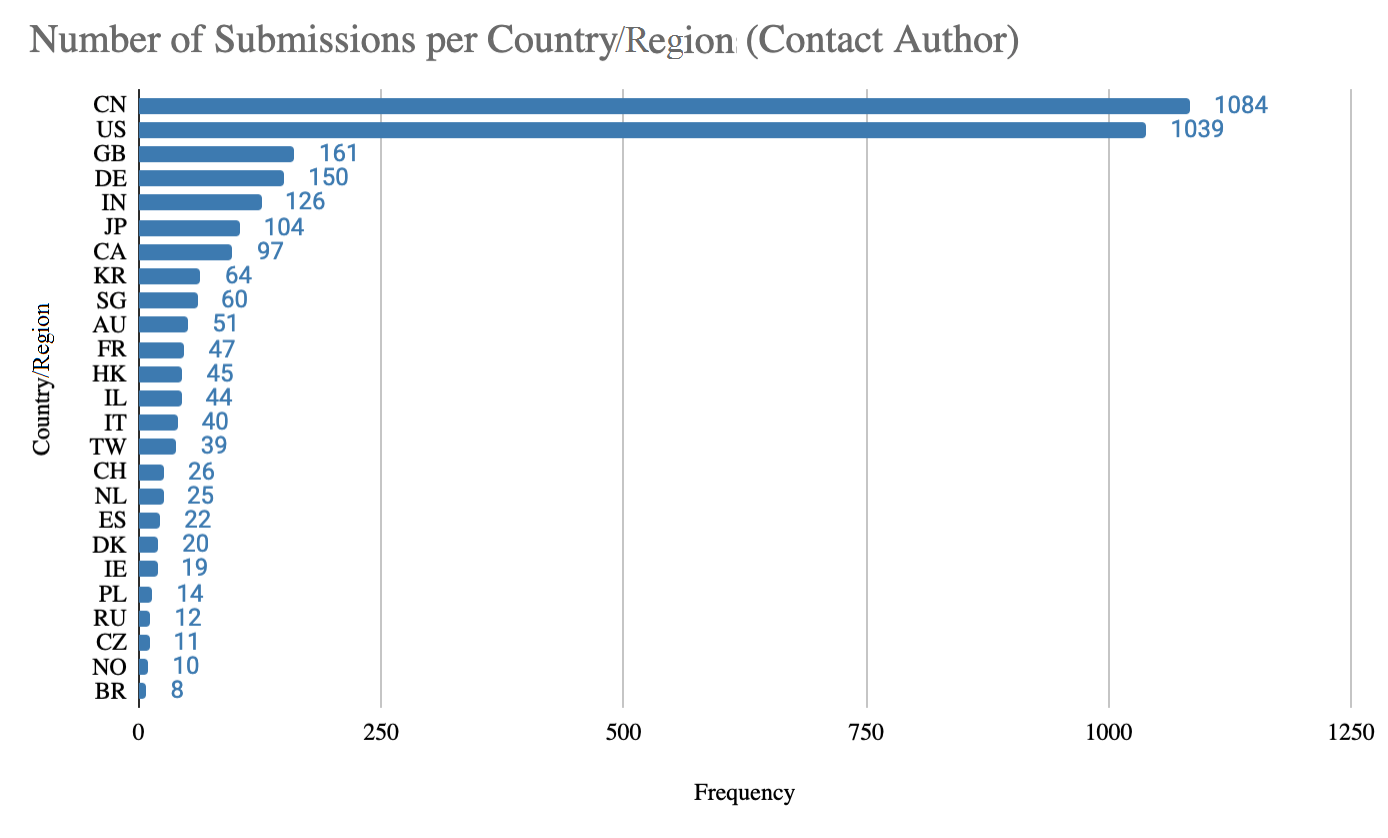 Number of Submissions per Country/Region (Contact Author)
CN 1084
US 1039
GB 161
DE 150
IN 126
JP 104
CA 97
KR 64
SG 60
AU 51
FR 47
HK 45
IL 44
IT 40
TW 39
CH 26
NL 25
ES 22
DK 20
IE 19
PL 14
RU 12
CZ 11
NO 10
BR 8
Country/Region
0 250 500 750 1000 1250
Frequency